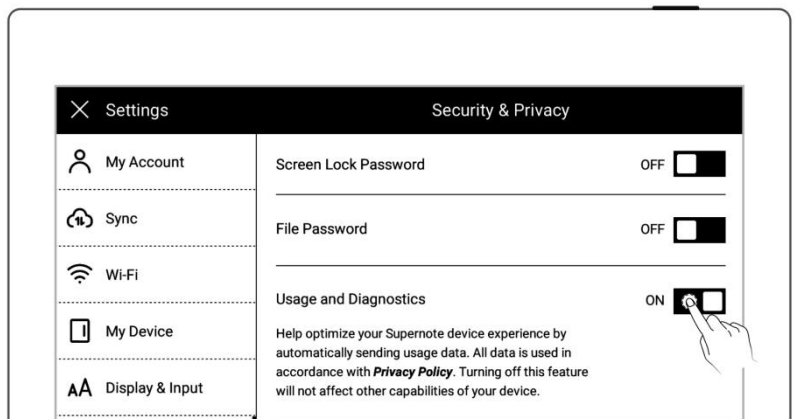 Settings
Security & Privacy
My Account
Sync
Wi-Fi
My Device
Display & Input
Screen Lock Password OFF
File Password OFF
Usage and Diagnostics ON
Help optimize your Supernote device experience by
automatically sending usage data. All data is used in
accordance with Privacy Policy. Turning off this feature
will not affect other capabilities of your device.